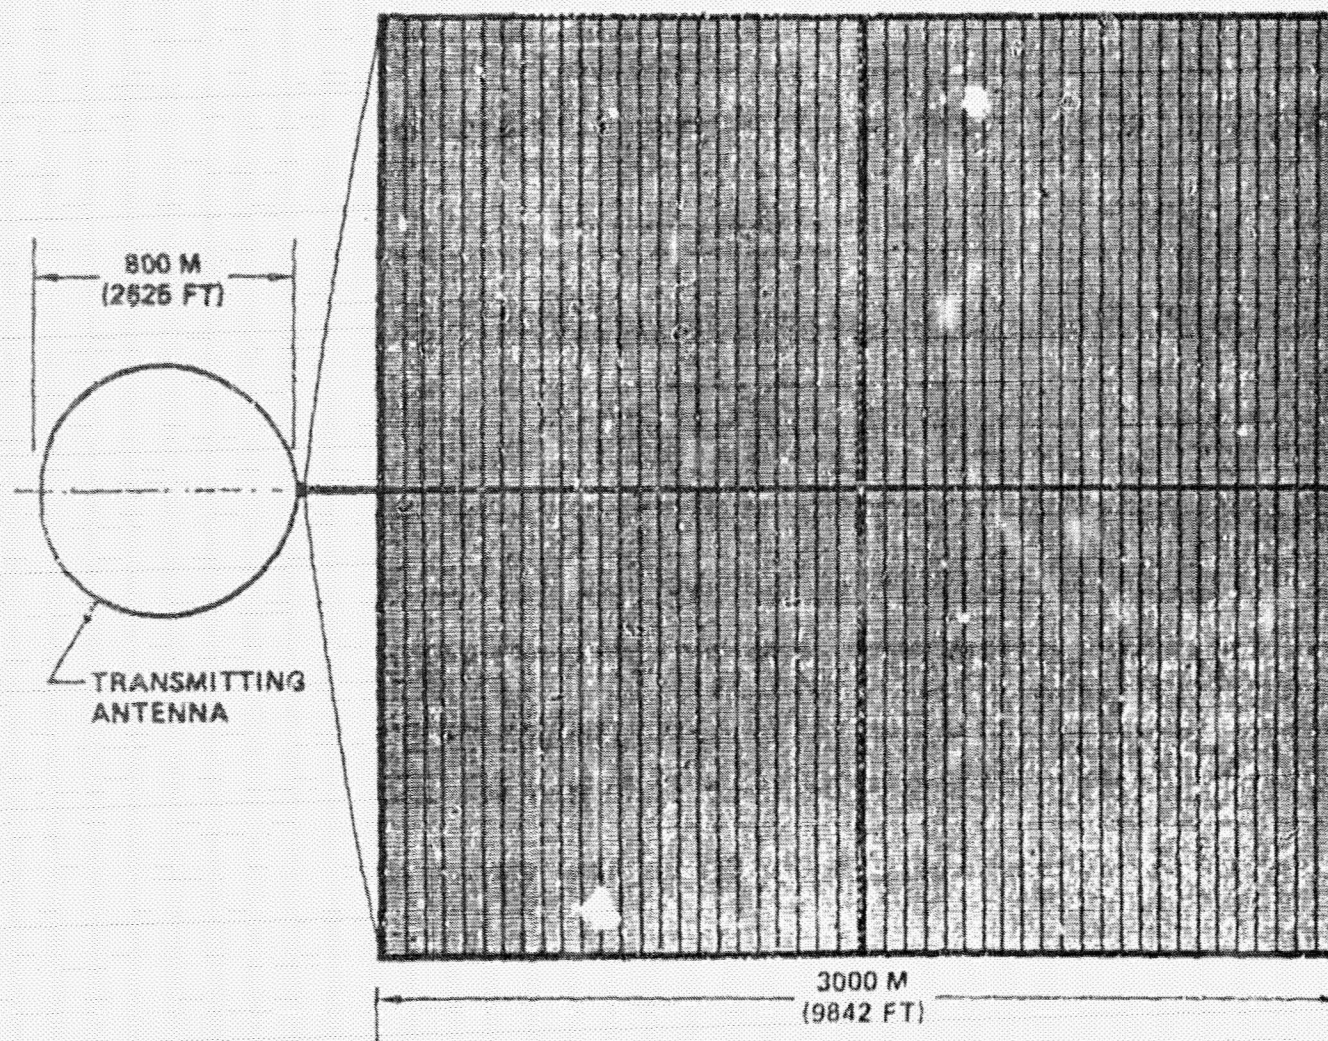 800 M
(2625 FT)
TRANSMITTING
ANTENNA
3000 M
(9842 FT)